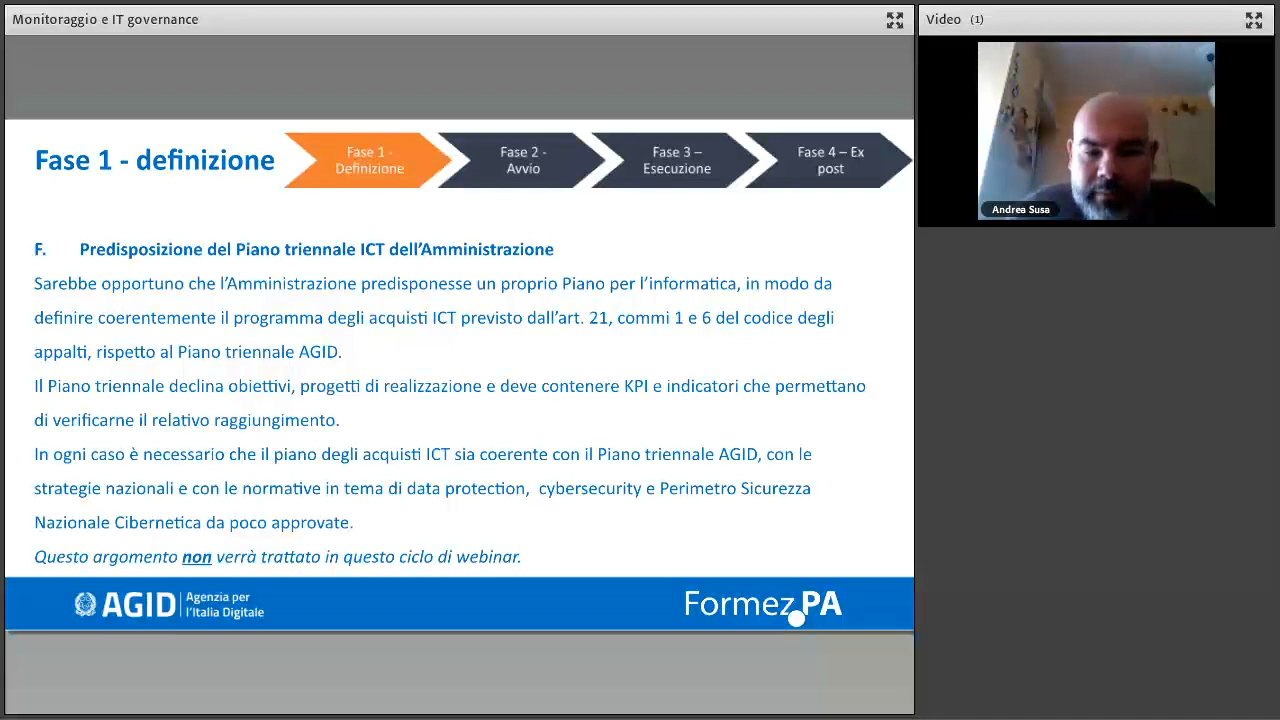 Monitoraggio e IT governance
Video (1)
Fase 1 - definizione
Fase 1 -
Definizione
Fase 2 -
Avvio
Fase 3 –
Esecuzione
Fase 4 – Ex
post
Andrea Susa
F. Predisposizione del Piano triennale ICT dell’Amministrazione
Sarebbe opportuno che l’Amministrazione predisponesse un proprio Piano per l’informatica, in modo da
definire coerentemente il programma degli acquisti ICT previsto dall’art. 21, commi 1 e 6 del codice degli
appalti, rispetto al Piano triennale AGID.
Il Piano triennale declina obiettivi, progetti di realizzazione e deve contenere KPI e indicatori che permettano
di verificarne il relativo raggiungimento.
In ogni caso è necessario che il piano degli acquisti ICT sia coerente con il Piano triennale AGID, con le
strategie nazionali e con le normative in tema di data protection, cybersecurity e Perimetro Sicurezza
Nazionale Cibernetica da poco approvate.
Questo argomento non verrà trattato in questo ciclo di webinar.
AGID
Agenzia per
l’Italia Digitale
Formez PA